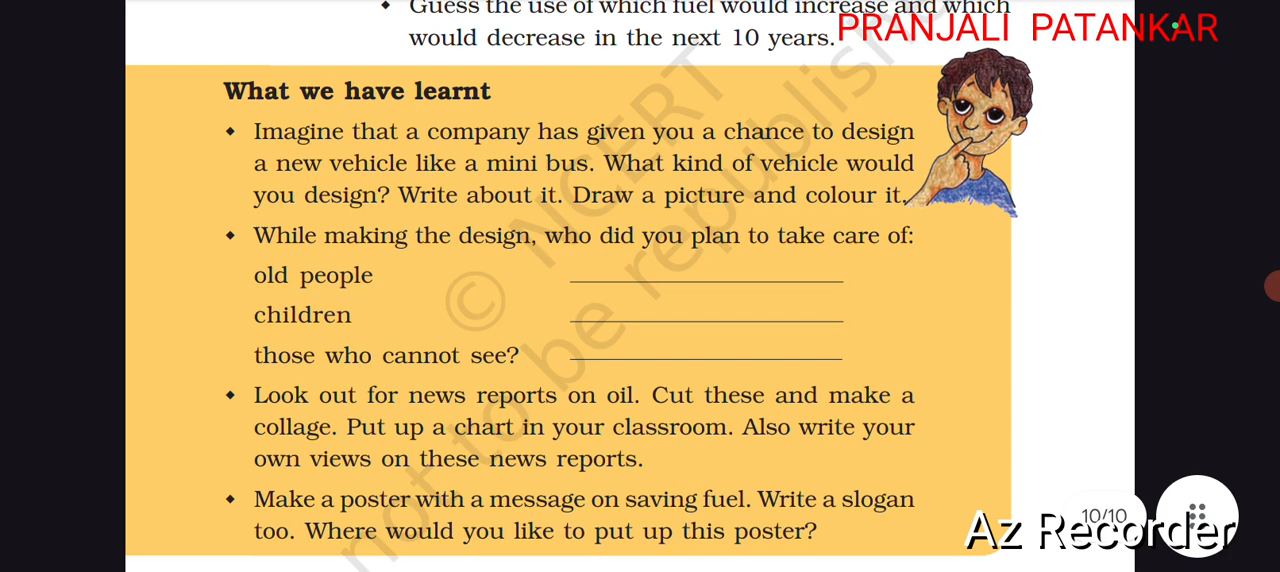 Guess the use of which fuel would increase and which
would decrease in the next 10 years.
PRANJALI PATANKAR
What we have learnt
Imagine that a company has given you a chance to design
a new vehicle like a mini bus. What kind of vehicle would
you design? Write about it. Draw a picture and colour it.
While making the design, who did you plan to take care of:
old people
children
those who cannot see?
Look out for news reports on oil. Cut these and make a
collage. Put up a chart in your classroom. Also write your
own views on these news reports.
Make a poster with a message on saving fuel. Write a slogan
too. Where would you like to put up this poster?
© NCERT
not to be republishe
10/10
Az Recorder